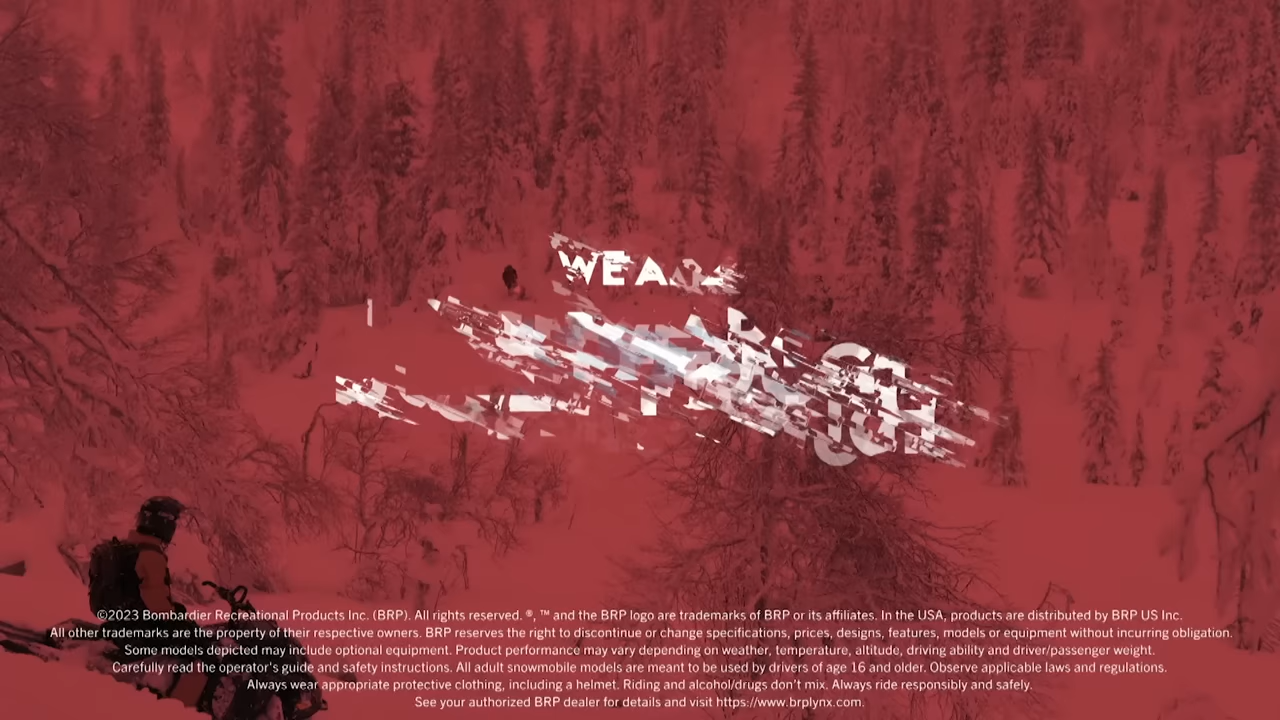 WE A
©2023 Bombardier Recreational Products Inc. (BRP). All rights reserved. ®, ™ and the BRP logo are trademarks of BRP or its affiliates. In the USA, products are distributed by BRP US Inc.
All other trademarks are the property of their respective owners. BRP reserves the right to discontinue or change specifications, prices, designs, features, models or equipment without incurring obligation.
Some models depicted may include optional equipment. Product performance may vary depending on weather, temperature, altitude, driving ability and driver/passenger weight.
Carefully read the operator's guide and safety instructions. All adult snowmobile models are meant to be used by drivers of age 16 and older. Observe applicable laws and regulations.
Always wear appropriate protective clothing, including a helmet. Riding and alcohol/drugs don't mix. Always ride responsibly and safely.
See your authorized BRP dealer for details and visit https://www.brplynx.com.